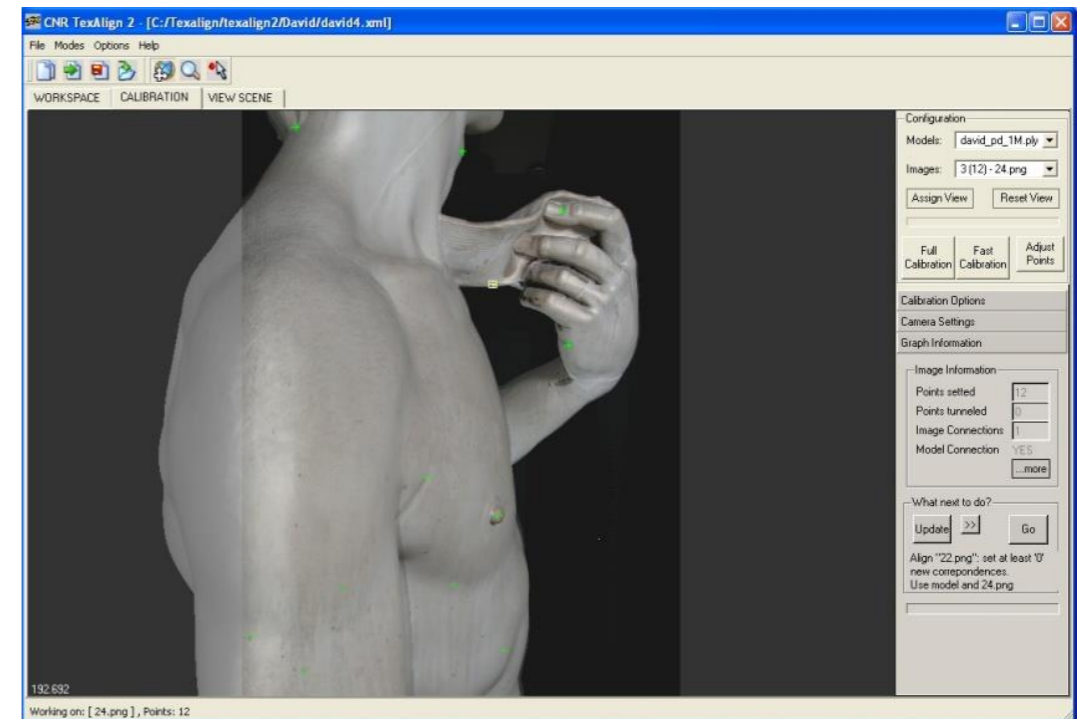 CNR TexAlign 2 - [C:/Texalign/texalign2/David/david4.xml]
File Modes Options Help
WORKSPACE CALIBRATION VIEW SCENE
Configuration
Models: david_pd_1M.ply
Images: 3 (12) - 24.png
Assign View Reset View
Full Calibration Fast Calibration Adjust Points
Calibration Options
Camera Settings
Graph Information
Image Information
Points setted 12
Points tunneled 0
Image Connections 1
Model Connection YES
...more
What next to do?
Update >> Go
Align "22.png": set at least '0'
new correpondences.
Use model and 24.png
192.692
Working on: [ 24.png ] , Points: 12